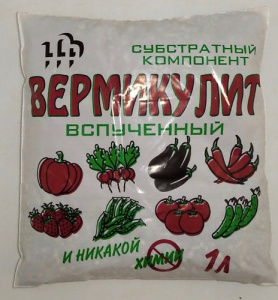 СУБСТРАТНЫЙ
КОМПОНЕНТ
ВЕРМИКУЛИТ
ВСПУЧЕННЫЙ
И НИКАКОЙ ХИМИИ 1Л